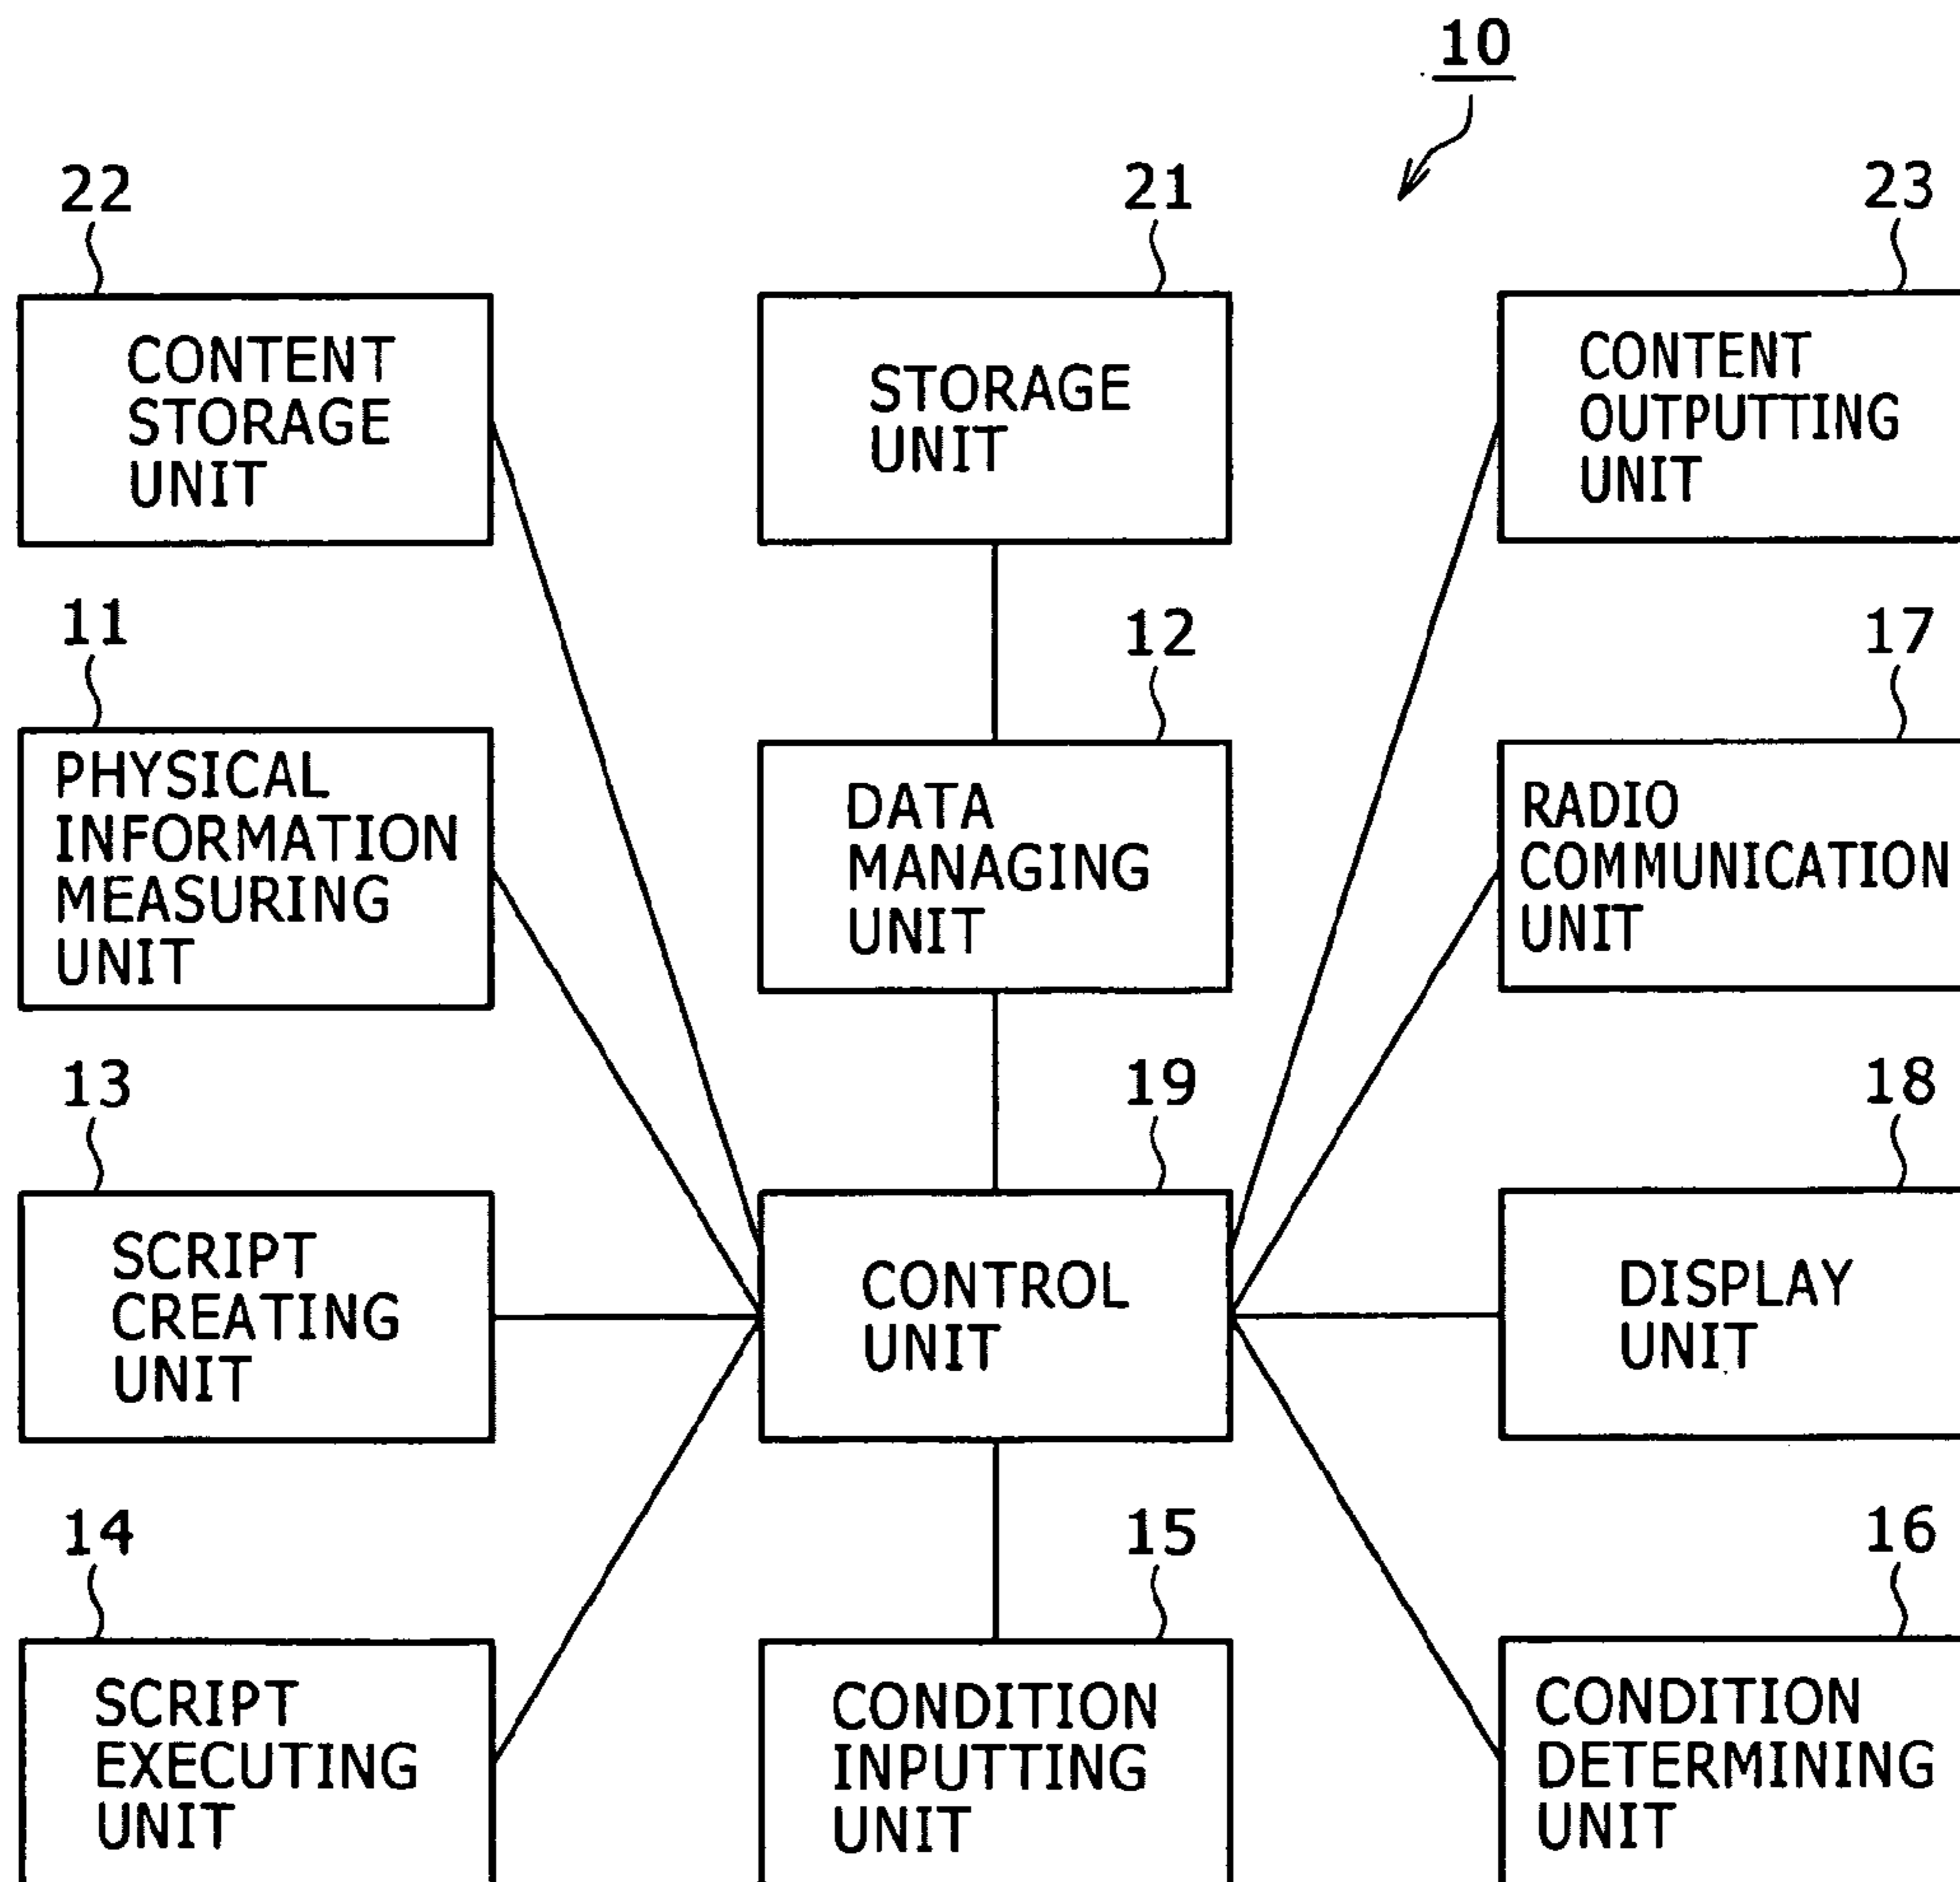 10
22
21
23
CONTENT
STORAGE
UNIT
STORAGE
UNIT
CONTENT
OUTPUTTING
UNIT
11
12
17
PHYSICAL
INFORMATION
MEASURING
UNIT
DATA
MANAGING
UNIT
RADIO
COMMUNICATION
UNIT
13
19
18
SCRIPT
CREATING
UNIT
CONTROL
UNIT
DISPLAY
UNIT
14
15
16
SCRIPT
EXECUTING
UNIT
CONDITION
INPUTTING
UNIT
CONDITION
DETERMINING
UNIT